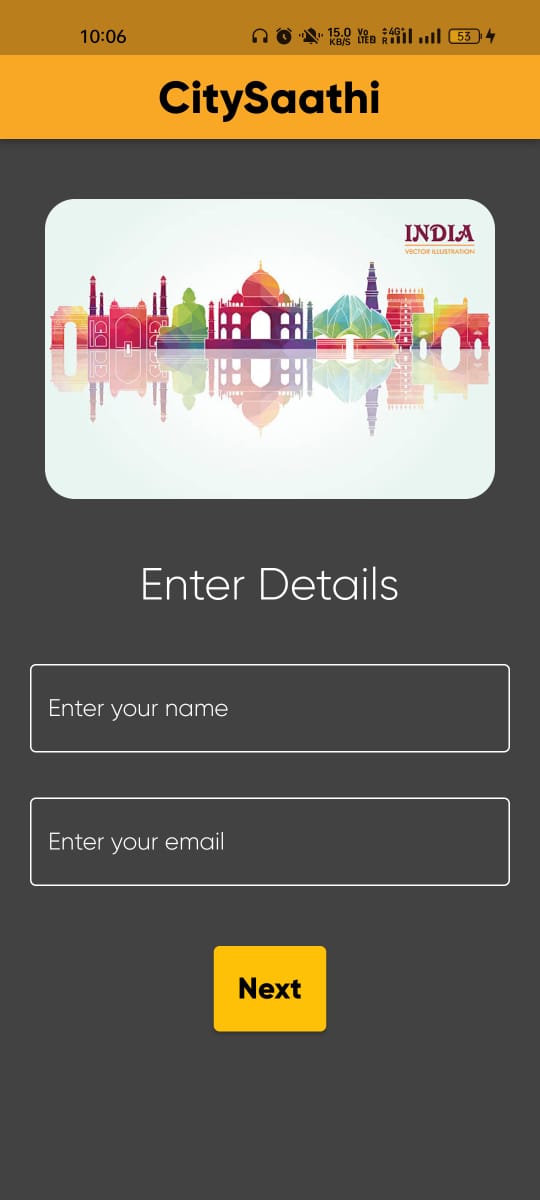 10:06 15.0 KB/S Vo LTE2 4G+ R 53
CitySaathi
INDIA
VECTOR ILLUSTRATION
Enter Details
Enter your name
Enter your email
Next